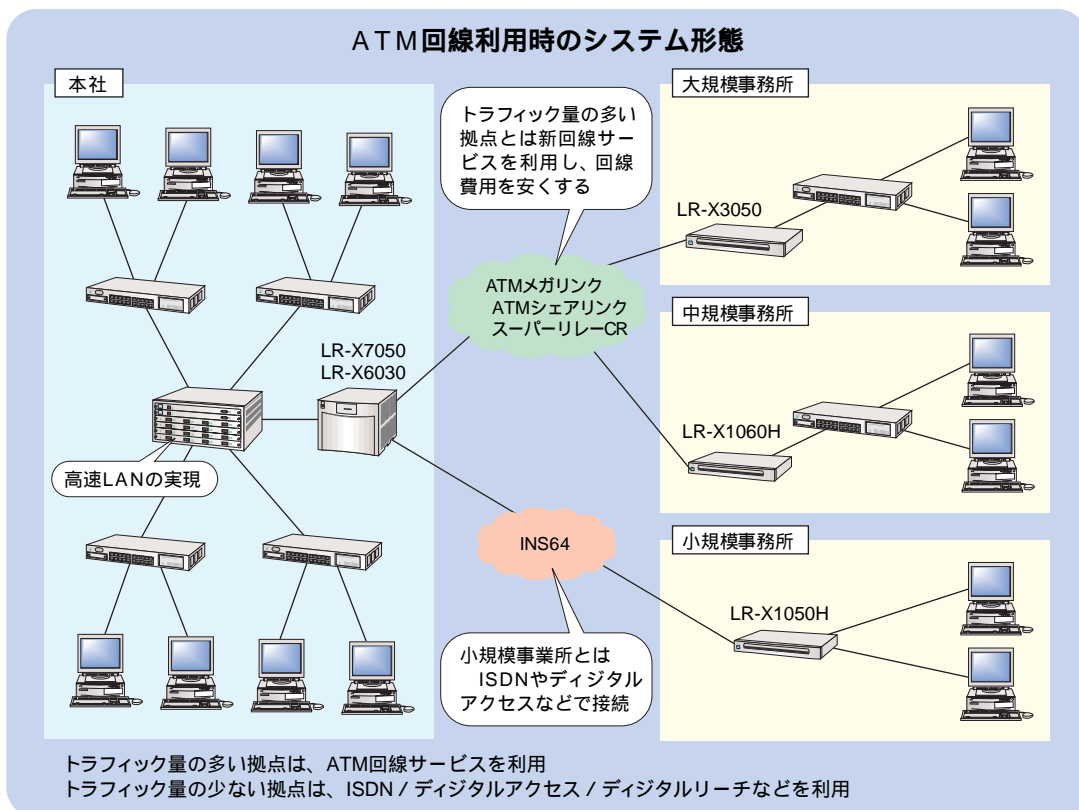 ATM回線利用時のシステム形態
本社
トラフィック量の多い
拠点とは新回線サー
ビスを利用し、回線
費用を安くする
大規模事務所
LR-X3050
ATMメガリンク
ATMシェアリンク
スーパーリレーCR
中規模事務所
LR-X7050
LR-X6030
LR-X1060H
高速LANの実現
INS64
小規模事務所
LR-X1050H
小規模事業所とは
ISDNやディジタル
アクセスなどで接続
トラフィック量の多い拠点は、ATM回線サービスを利用
トラフィック量の少ない拠点は、ISDN / ディジタルアクセス / ディジタルリーチなどを利用